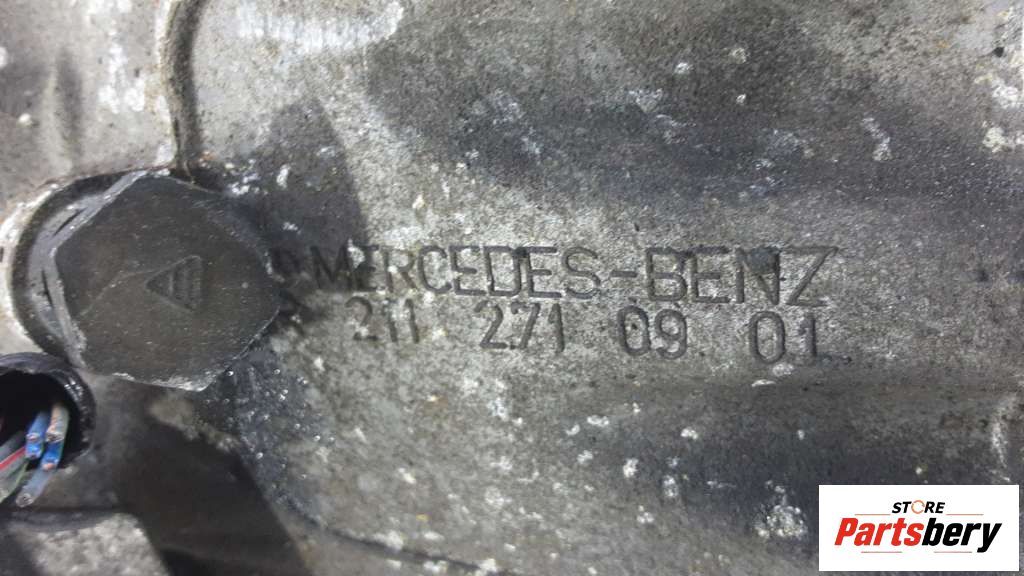 MERCEDES-BENZ
211 271 09 01
STORE
Partsbery